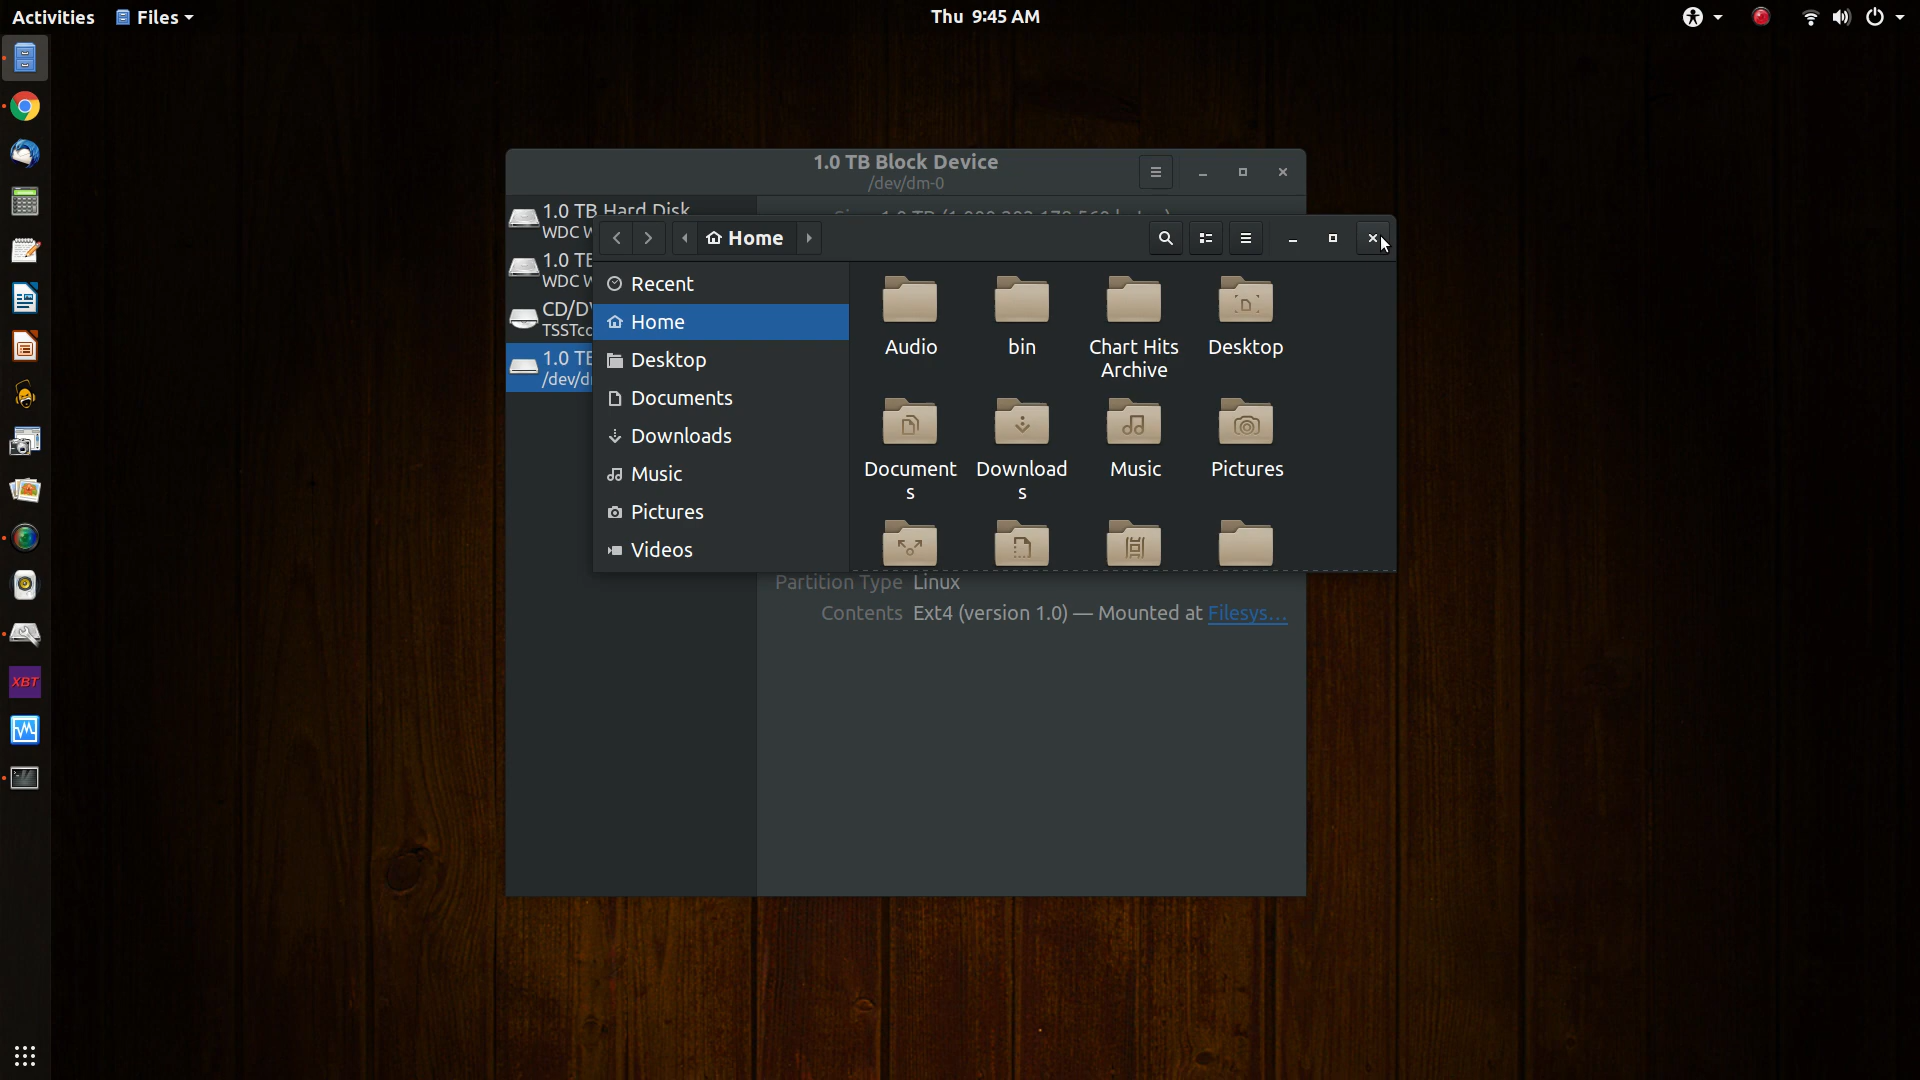 Activities Files Thu 9:45 AM
1.0 TB Block Device
/dev/dm-0
1.0 TB Hard Disk
WDC W
1.0 TE
WDC W
CD/DV
TSSTco
1.0 TE
/dev/d
Home
Recent
Home
Desktop
Documents
Downloads
Music
Pictures
Videos
Audio bin Chart Hits Desktop
Archive
Document Download Music Pictures
s s
Partition Type Linux
Contents Ext4 (version 1.0) — Mounted at Filesys...
XBT